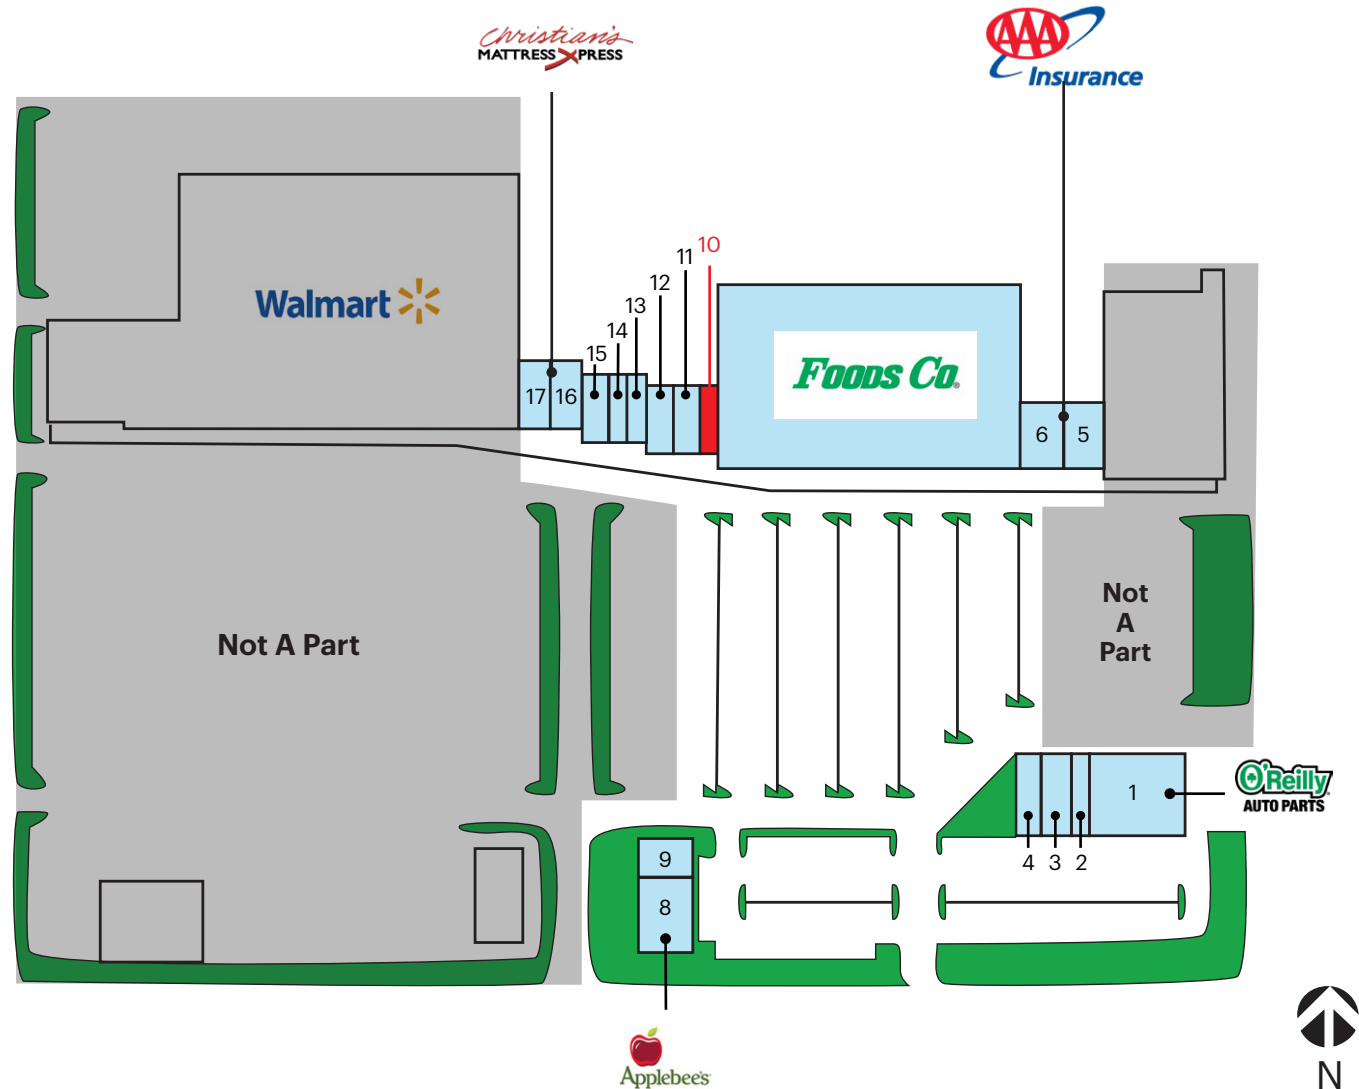 Christian's
MATTRESS XPRESS
AAA
Insurance
10
11
12
13
14
15
Walmart
17
16
Foods Co.
6
5
Not A Part
Not
A
Part
1
O'Reilly
AUTO PARTS
4
3
2
9
8
Applebee's
N